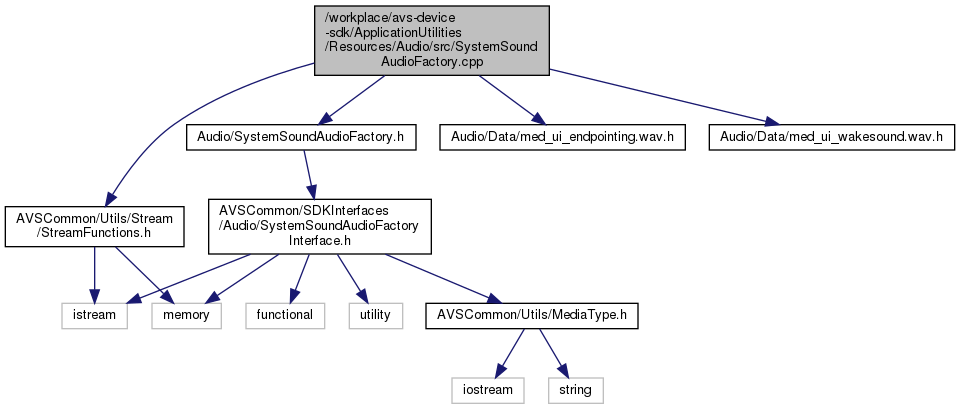 /workplace/avs-device
-sdk/ApplicationUtilities
/Resources/Audio/src/SystemSound
AudioFactory.cpp
Audio/SystemSoundAudioFactory.h
Audio/Data/med_ui_endpointing.wav.h
Audio/Data/med_ui_wakesound.wav.h
AVSCommon/Utils/Stream
/StreamFunctions.h
AVSCommon/SDKInterfaces
/Audio/SystemSoundAudioFactory
Interface.h
istream
memory
functional
utility
AVSCommon/Utils/MediaType.h
iostream
string